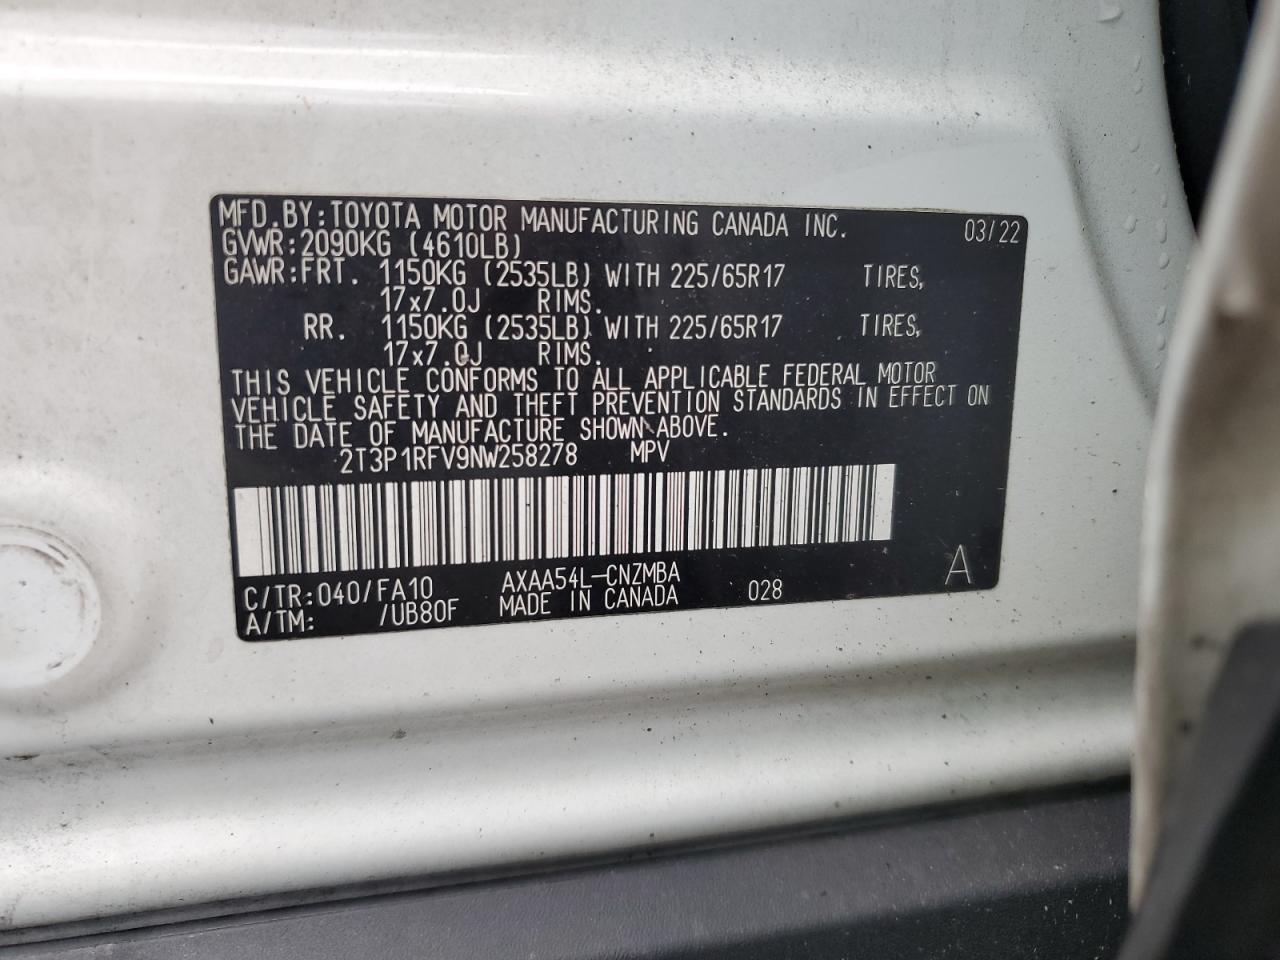 MFD.BY:TOYOTA MOTOR MANUFACTURING CANADA INC. 03/22
GVWR:2090KG (4610LB)
GAWR:FRT. 1150KG (2535LB) WITH 225/65R17 TIRES,
17x7.0J RIMS.
RR. 1150KG (2535LB) WITH 225/65R17 TIRES,
17x7.0J RIMS.
THIS VEHICLE CONFORMS TO ALL APPLICABLE FEDERAL MOTOR
VEHICLE SAFETY AND THEFT PREVENTION STANDARDS IN EFFECT ON
THE DATE OF MANUFACTURE SHOWN ABOVE.
2T3P1RFV9NW258278 MPV
C/TR:040/FA10 AXAA54L-CNZMBA
A/TM: /UB80F MADE IN CANADA 028 A